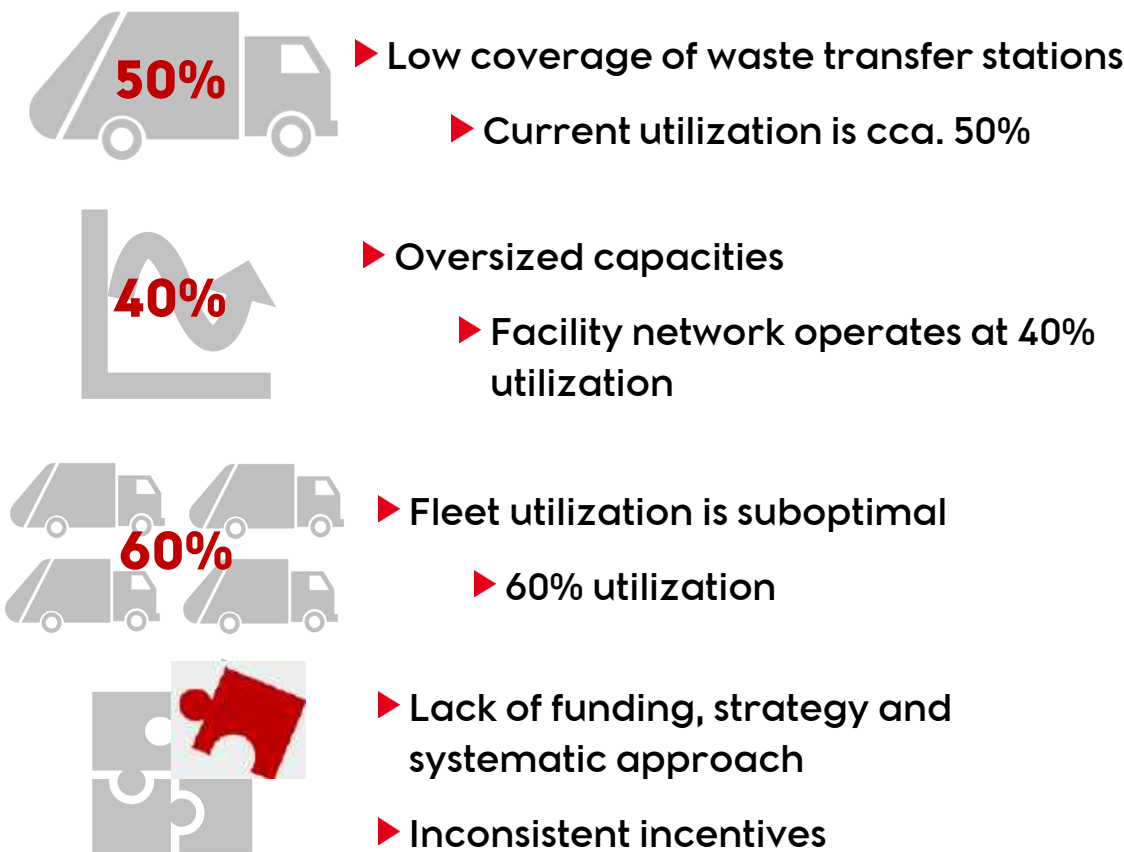 50%
Low coverage of waste transfer stations
Current utilization is cca. 50%
40%
Oversized capacities
Facility network operates at 40%
utilization
60%
Fleet utilization is suboptimal
60% utilization
Lack of funding, strategy and
systematic approach
Inconsistent incentives